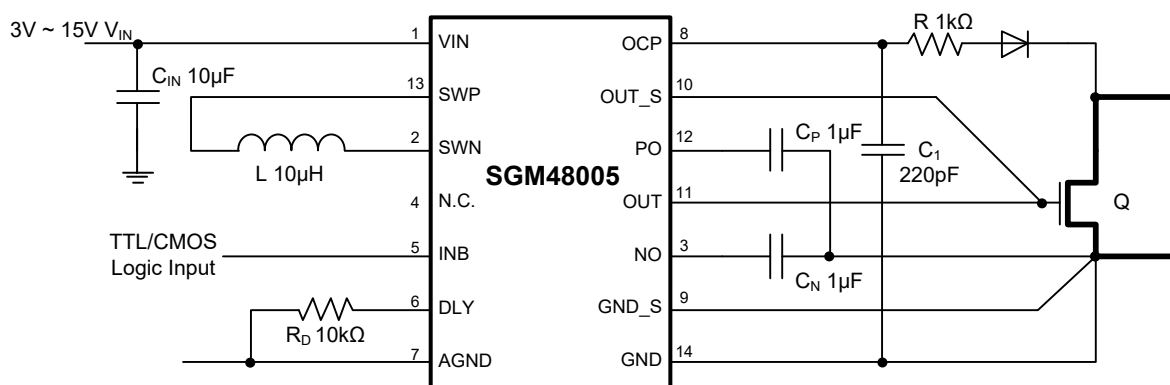 3V ~ 15V VIN
CIN 10µF
L 10µH
TTL/CMOS
Logic Input
RD 10kΩ
1 VIN
13 SWP
2 SWN
4 N.C.
5 INB
6 DLY
7 AGND
SGM48005
OCP 8
OUT_S 10
PO 12
OUT 11
NO 3
GND_S 9
GND 14
R 1kΩ
CP 1µF
C1
220pF
CN 1µF
Q